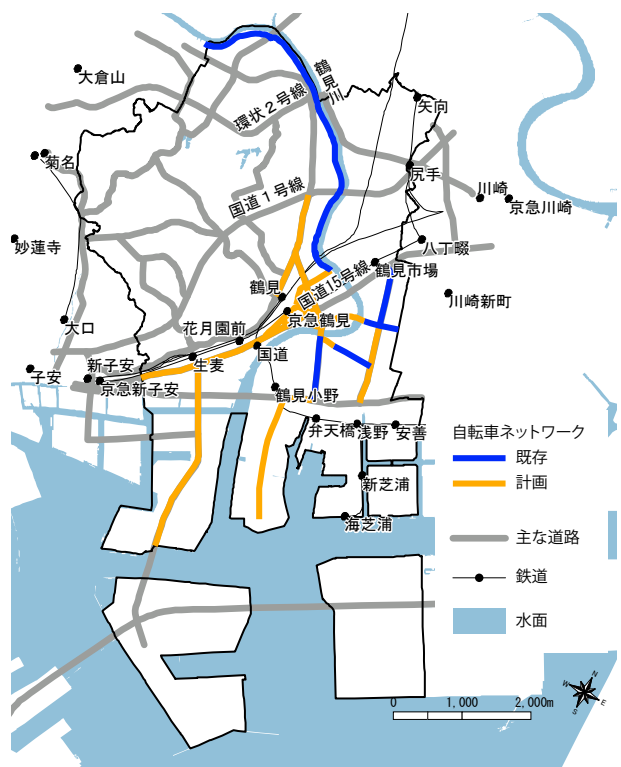 大倉山
鶴見川
環状２号線
矢向
菊名
尻手
国道１号線
川崎
京急川崎
妙蓮寺
八丁畷
鶴見市場
国道15号線
鶴見
川崎新町
大口
花月園前
京急鶴見
国道
生麦
新子安
子安
京急新子安
鶴見小野
弁天橋
浅野
安善
自転車ネットワーク
既存
計画
新芝浦
海芝浦
主な道路
鉄道
水面
N
W
E
S
0 1,000 2,000m